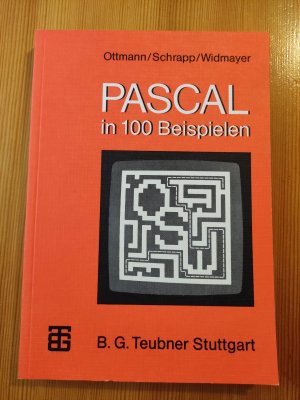 Ottmann/Schrapp/Widmayer
PASCAL
in 100 Beispielen
B. G. Teubner Stuttgart